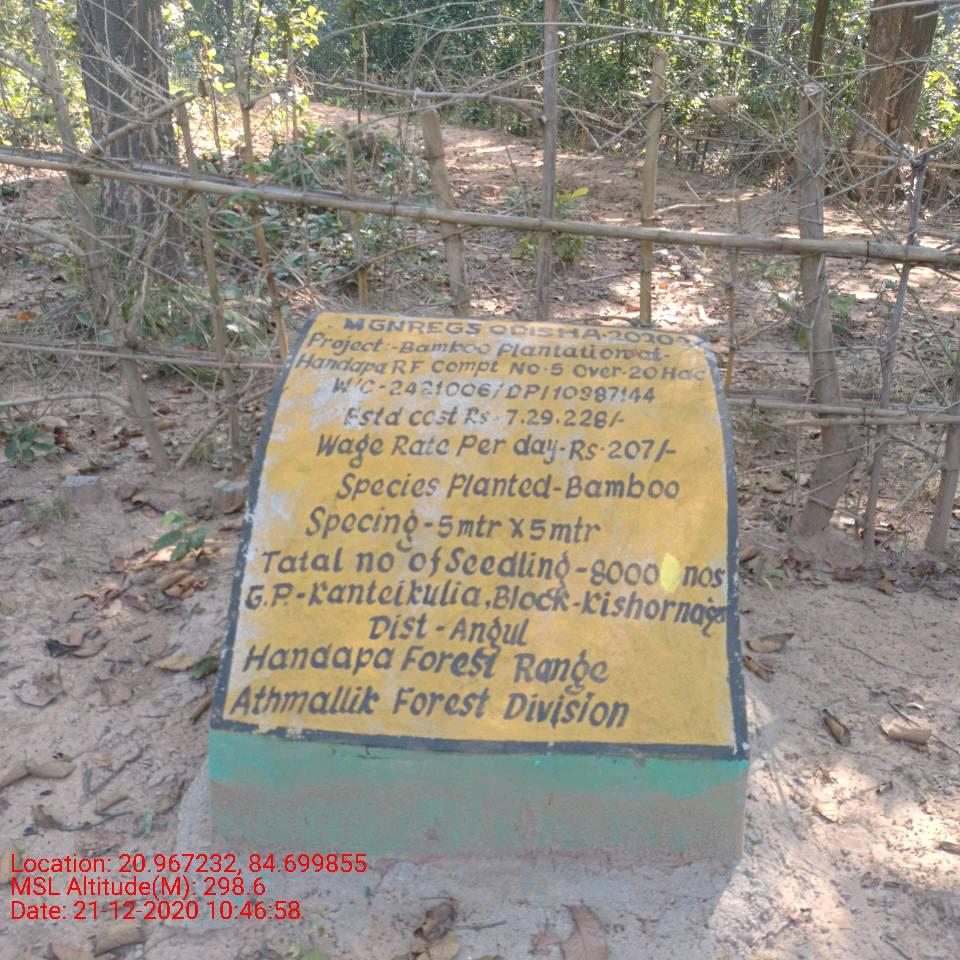 MGNREGS ODISHA-2020-
Project:-Bamboo Plantation at-
Handapa RF Compt No-5 Over-20 Hac
W/C-2421006/DP/10987144
Estd cost Rs-7.29.228/-
Wage Rate Per day-Rs-207/-
Species Planted-Bamboo
Specing-5mtr X 5mtr
Tatal no of Seedling-8000 nos
G.P.-Kanteikulia, Block-Kishornagar
Dist-Angul
Handapa Forest Range
Athmallik Forest Division
Location: 20.967232, 84.699855
MSL Altitude(M): 298.6
Date: 21-12-2020 10:46:58